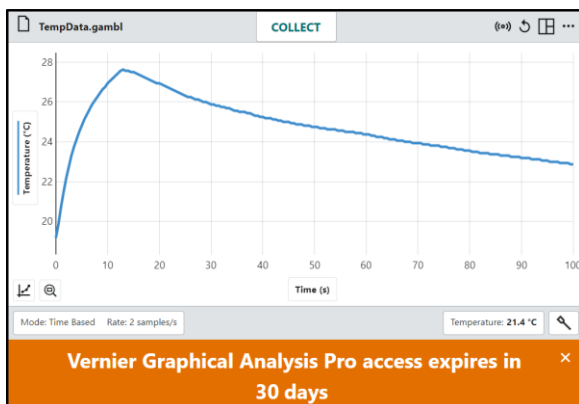 TempData.gambl
COLLECT
28
26
24
22
20
Temperature (°C)
0 10 20 30 40 50 60 70 80 90 100
Time (s)
Mode: Time Based Rate: 2 samples/s
Temperature: 21.4 °C
Vernier Graphical Analysis Pro access expires in
30 days